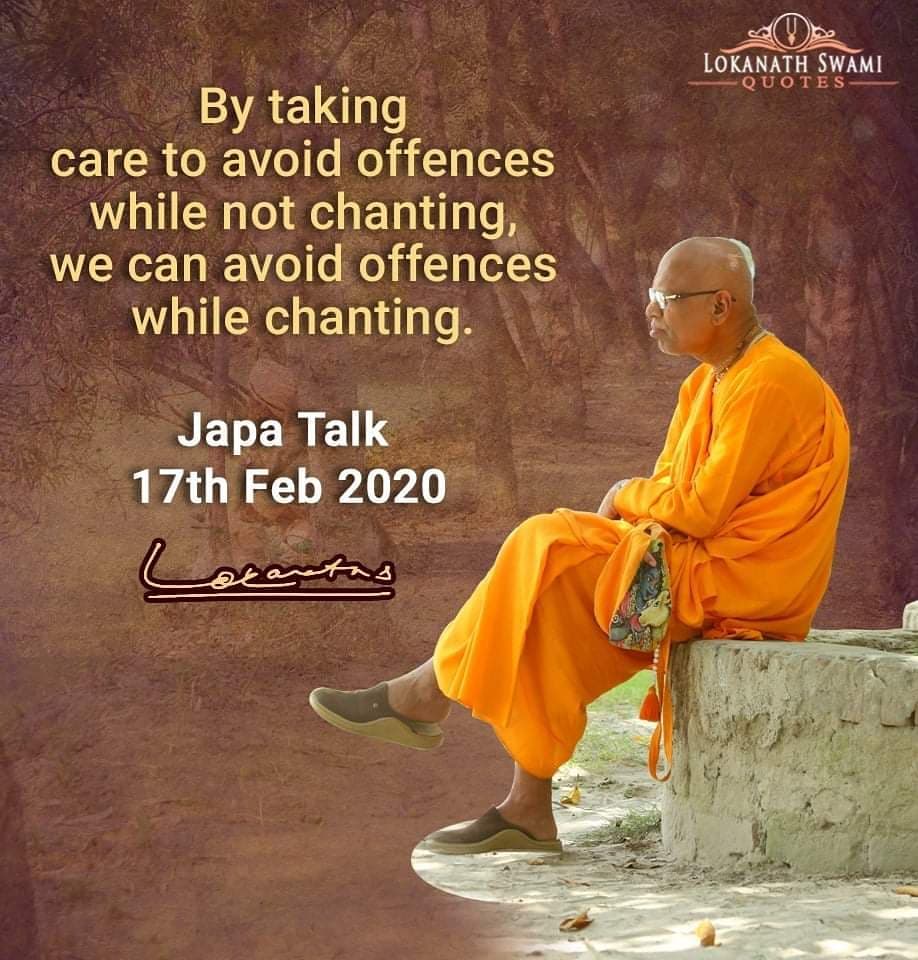 LOKANATH SWAMI
QUOTES
By taking
care to avoid offences
while not chanting,
we can avoid offences
while chanting.
Japa Talk
17th Feb 2020